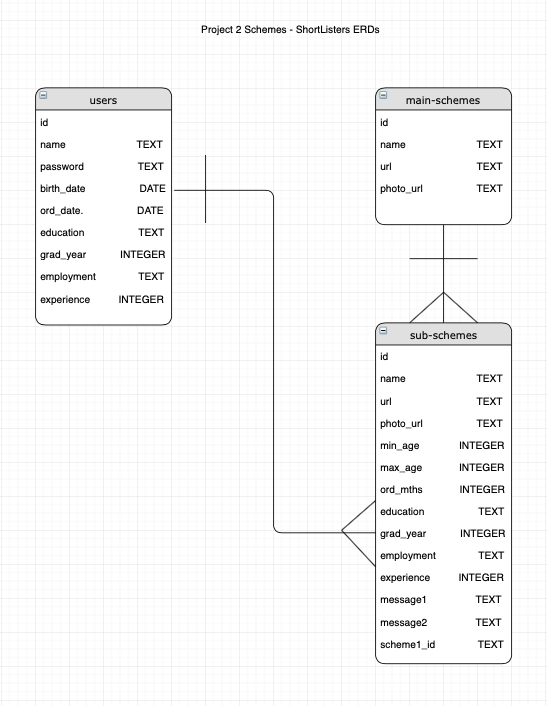 Project 2 Schemes - ShortListers ERDs
users
id
name TEXT
password TEXT
birth_date DATE
ord_date. DATE
education TEXT
grad_year INTEGER
employment TEXT
experience INTEGER
main-schemes
id
name TEXT
url TEXT
photo_url TEXT
sub-schemes
id
name TEXT
url TEXT
photo_url TEXT
min_age INTEGER
max_age INTEGER
ord_mths INTEGER
education TEXT
grad_year INTEGER
employment TEXT
experience INTEGER
message1 TEXT
message2 TEXT
scheme1_id TEXT